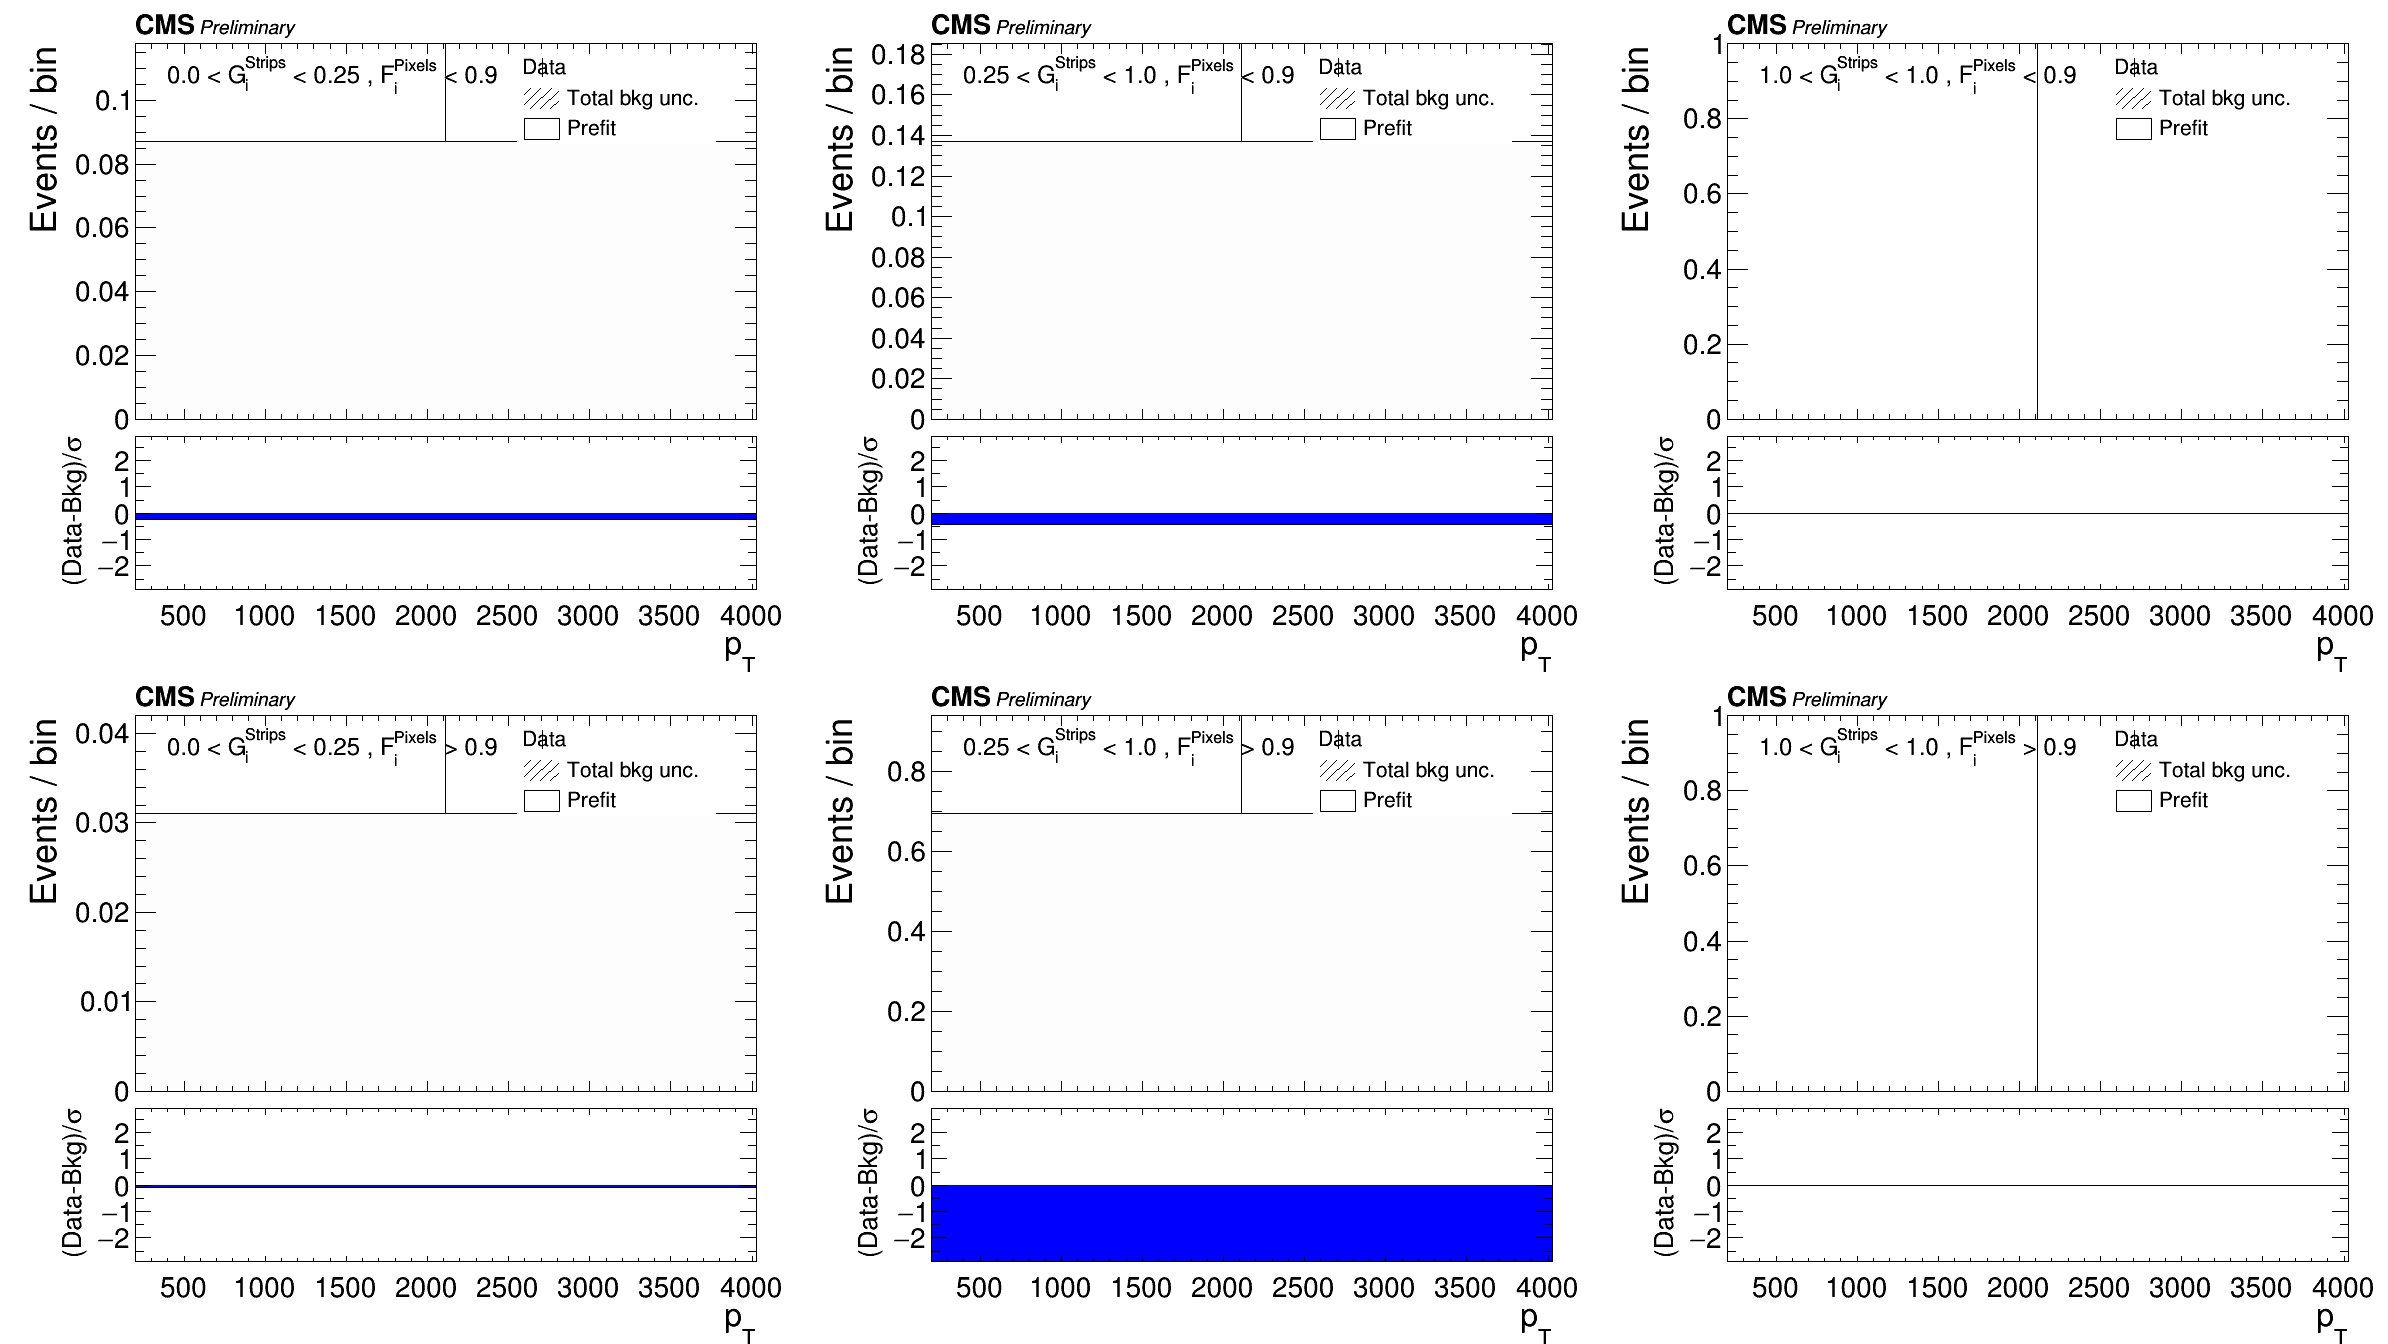 CMS Preliminary
Events / bin
0.0 < G_i^Strips < 0.25 , F_i^Pixels < 0.9
Data
Total bkg unc.
Prefit
0.1
0.08
0.06
0.04
0.02
0
(Data-Bkg)/σ
2
1
0
−1
−2
500 1000 1500 2000 2500 3000 3500 4000
p_T
CMS Preliminary
Events / bin
0.25 < G_i^Strips < 1.0 , F_i^Pixels < 0.9
Data
Total bkg unc.
Prefit
0.18
0.16
0.14
0.12
0.1
0.08
0.06
0.04
0.02
0
(Data-Bkg)/σ
2
1
0
−1
−2
500 1000 1500 2000 2500 3000 3500 4000
p_T
CMS Preliminary
Events / bin
1.0 < G_i^Strips < 1.0 , F_i^Pixels < 0.9
Data
Total bkg unc.
Prefit
1
0.8
0.6
0.4
0.2
0
(Data-Bkg)/σ
2
1
0
−1
−2
500 1000 1500 2000 2500 3000 3500 4000
p_T
CMS Preliminary
Events / bin
0.0 < G_i^Strips < 0.25 , F_i^Pixels > 0.9
Data
Total bkg unc.
Prefit
0.04
0.03
0.02
0.01
0
(Data-Bkg)/σ
2
1
0
−1
−2
500 1000 1500 2000 2500 3000 3500 4000
p_T
CMS Preliminary
Events / bin
0.25 < G_i^Strips < 1.0 , F_i^Pixels > 0.9
Data
Total bkg unc.
Prefit
0.8
0.6
0.4
0.2
0
(Data-Bkg)/σ
2
1
0
−1
−2
500 1000 1500 2000 2500 3000 3500 4000
p_T
CMS Preliminary
Events / bin
1.0 < G_i^Strips < 1.0 , F_i^Pixels > 0.9
Data
Total bkg unc.
Prefit
1
0.8
0.6
0.4
0.2
0
(Data-Bkg)/σ
2
1
0
−1
−2
500 1000 1500 2000 2500 3000 3500 4000
p_T